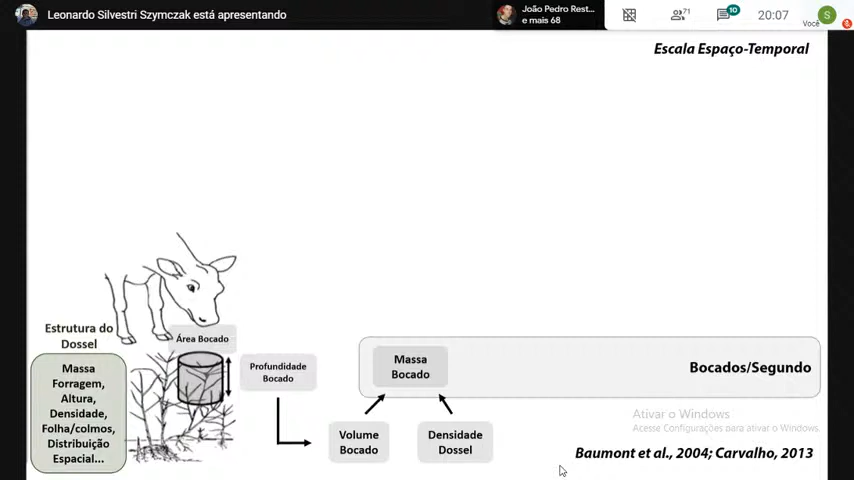 Leonardo Silvestri Szymczak está apresentando
João Pedro Rest...
e mais 68
71
10
20:07
Você
S
Escala Espaço-Temporal
Estrutura do
Dossel
Massa
Forragem,
Altura,
Densidade,
Folha/colmos,
Distribuição
Espacial...
Área Bocado
Profundidade
Bocado
Massa
Bocado
Bocados/Segundo
Volume
Bocado
Densidade
Dossel
Ativar o Windows
Acesse Configurações para ativar o Windows.
Baumont et al., 2004; Carvalho, 2013